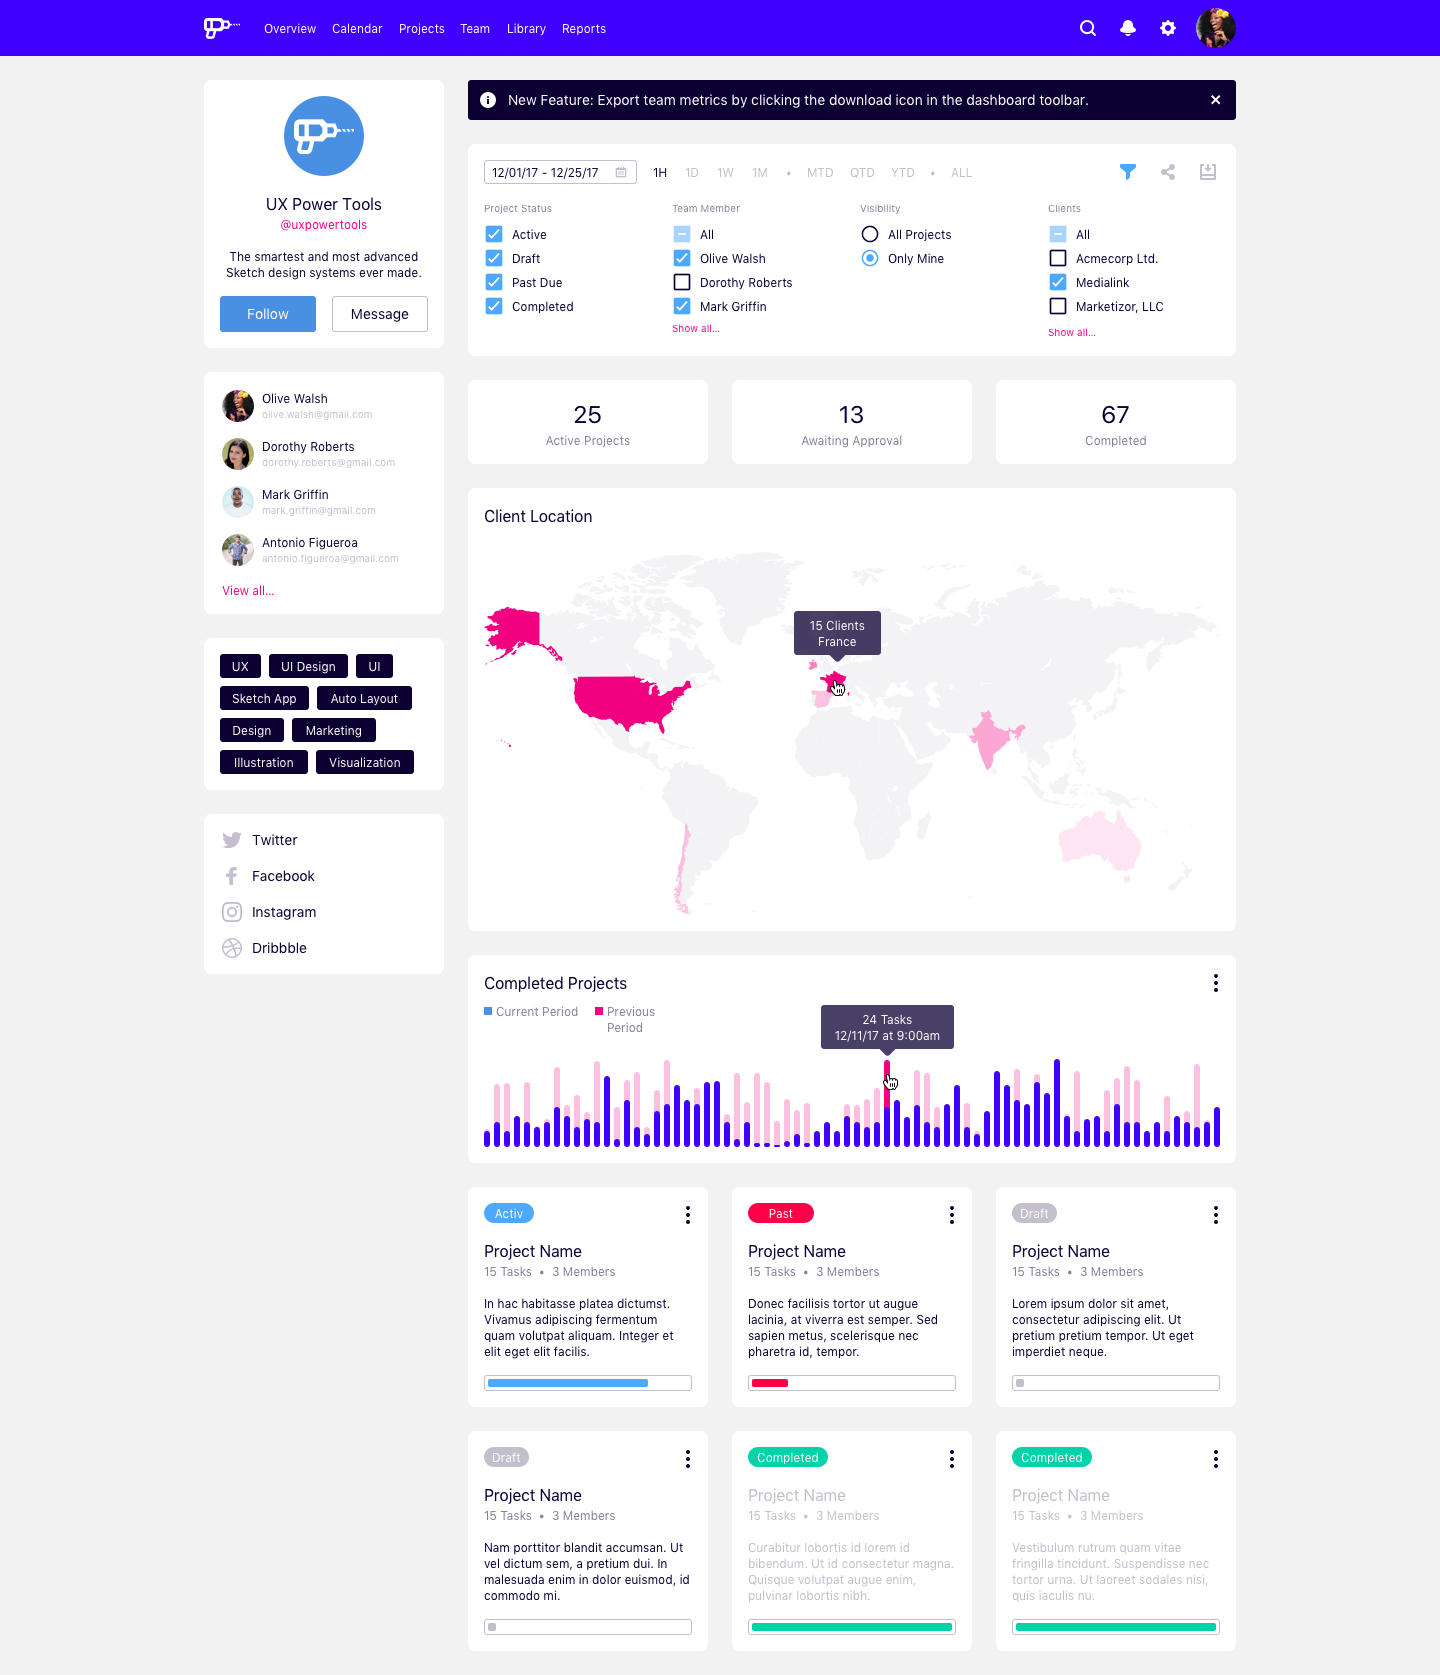 Overview Calendar Projects Team Library Reports
UX Power Tools
@uxpowertools
The smartest and most advanced
Sketch design systems ever made.
Follow Message
Olive Walsh
olive.walsh@gmail.com
Dorothy Roberts
dorothy.roberts@gmail.com
Mark Griffin
mark.griffin@gmail.com
Antonio Figueroa
antonio.figueroa@gmail.com
View all...
UX UI Design UI
Sketch App Auto Layout
Design Marketing
Illustration Visualization
Twitter
Facebook
Instagram
Dribbble
New Feature: Export team metrics by clicking the download icon in the dashboard toolbar.
12/01/17 - 12/25/17 1H 1D 1W 1M • MTD QTD YTD • ALL
Project Status
Active
Draft
Past Due
Completed
Team Member
All
Olive Walsh
Dorothy Roberts
Mark Griffin
Show all...
Visibility
All Projects
Only Mine
Clients
All
Acmecorp Ltd.
Medialink
Marketizor, LLC
Show all...
25
Active Projects
13
Awaiting Approval
67
Completed
Client Location
15 Clients
France
Completed Projects
Current Period
Previous
Period
24 Tasks
12/11/17 at 9:00am
Activ
Project Name
15 Tasks • 3 Members
In hac habitasse platea dictumst.
Vivamus adipiscing fermentum
quam volutpat aliquam. Integer et
elit eget elit facilis.
Past
Project Name
15 Tasks • 3 Members
Donec facilisis tortor ut augue
lacinia, at viverra est semper. Sed
sapien metus, scelerisque nec
pharetra id, tempor.
Draft
Project Name
15 Tasks • 3 Members
Lorem ipsum dolor sit amet,
consectetur adipiscing elit. Ut
pretium pretium tempor. Ut eget
imperdiet neque.
Draft
Project Name
15 Tasks • 3 Members
Nam porttitor blandit accumsan. Ut
vel dictum sem, a pretium dui. In
malesuada enim in dolor euismod, id
commodo mi.
Completed
Project Name
15 Tasks • 3 Members
Curabitur lobortis id lorem id
bibendum. Ut id consectetur magna.
Quisque volutpat augue enim,
pulvinar lobortis nibh.
Completed
Project Name
15 Tasks • 3 Members
Vestibulum rutrum quam vitae
fringilla tincidunt. Suspendisse nec
tortor urna. Ut laoreet sodales nisi,
quis iaculis nu.